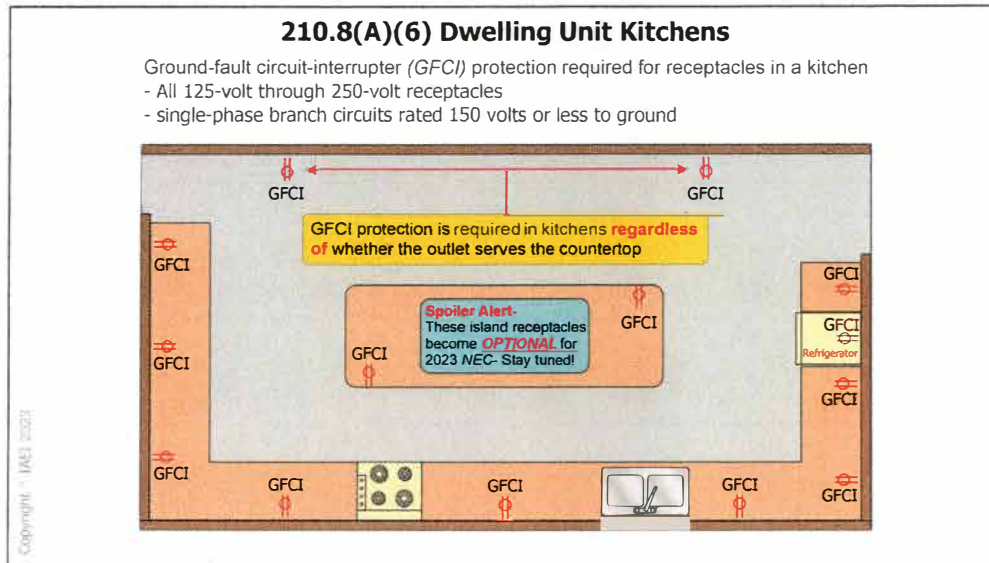 210.8(A)(6) Dwelling Unit Kitchens
Ground-fault circuit-interrupter (GFCI) protection required for receptacles in a kitchen
- All 125-volt through 250-volt receptacles
- single-phase branch circuits rated 150 volts or less to ground
GFCI
GFCI
GFCI protection is required in kitchens regardless
of whether the outlet serves the countertop
GFCI
GFCI
Spoiler Alert-
These island receptacles
become OPTIONAL for
2023 NEC- Stay tuned!
GFCI
GFCI
GFCI
Refrigerator
GFCI
GFCI
GFCI
GFCI
GFCI
GFCI
GFCI
Copyright IAEI 2023